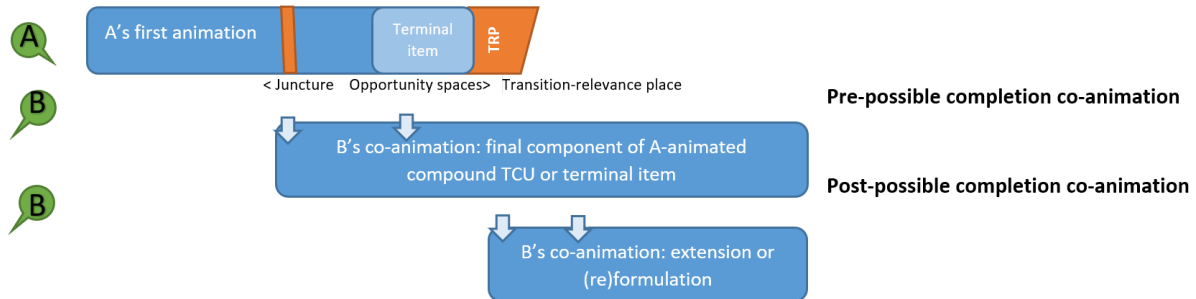 A
A's first animation
Terminal
item
TRP
< Juncture
Opportunity spaces>
Transition-relevance place
B
Pre-possible completion co-animation
B's co-animation: final component of A-animated
compound TCU or terminal item
B
Post-possible completion co-animation
B's co-animation: extension or
(re)formulation